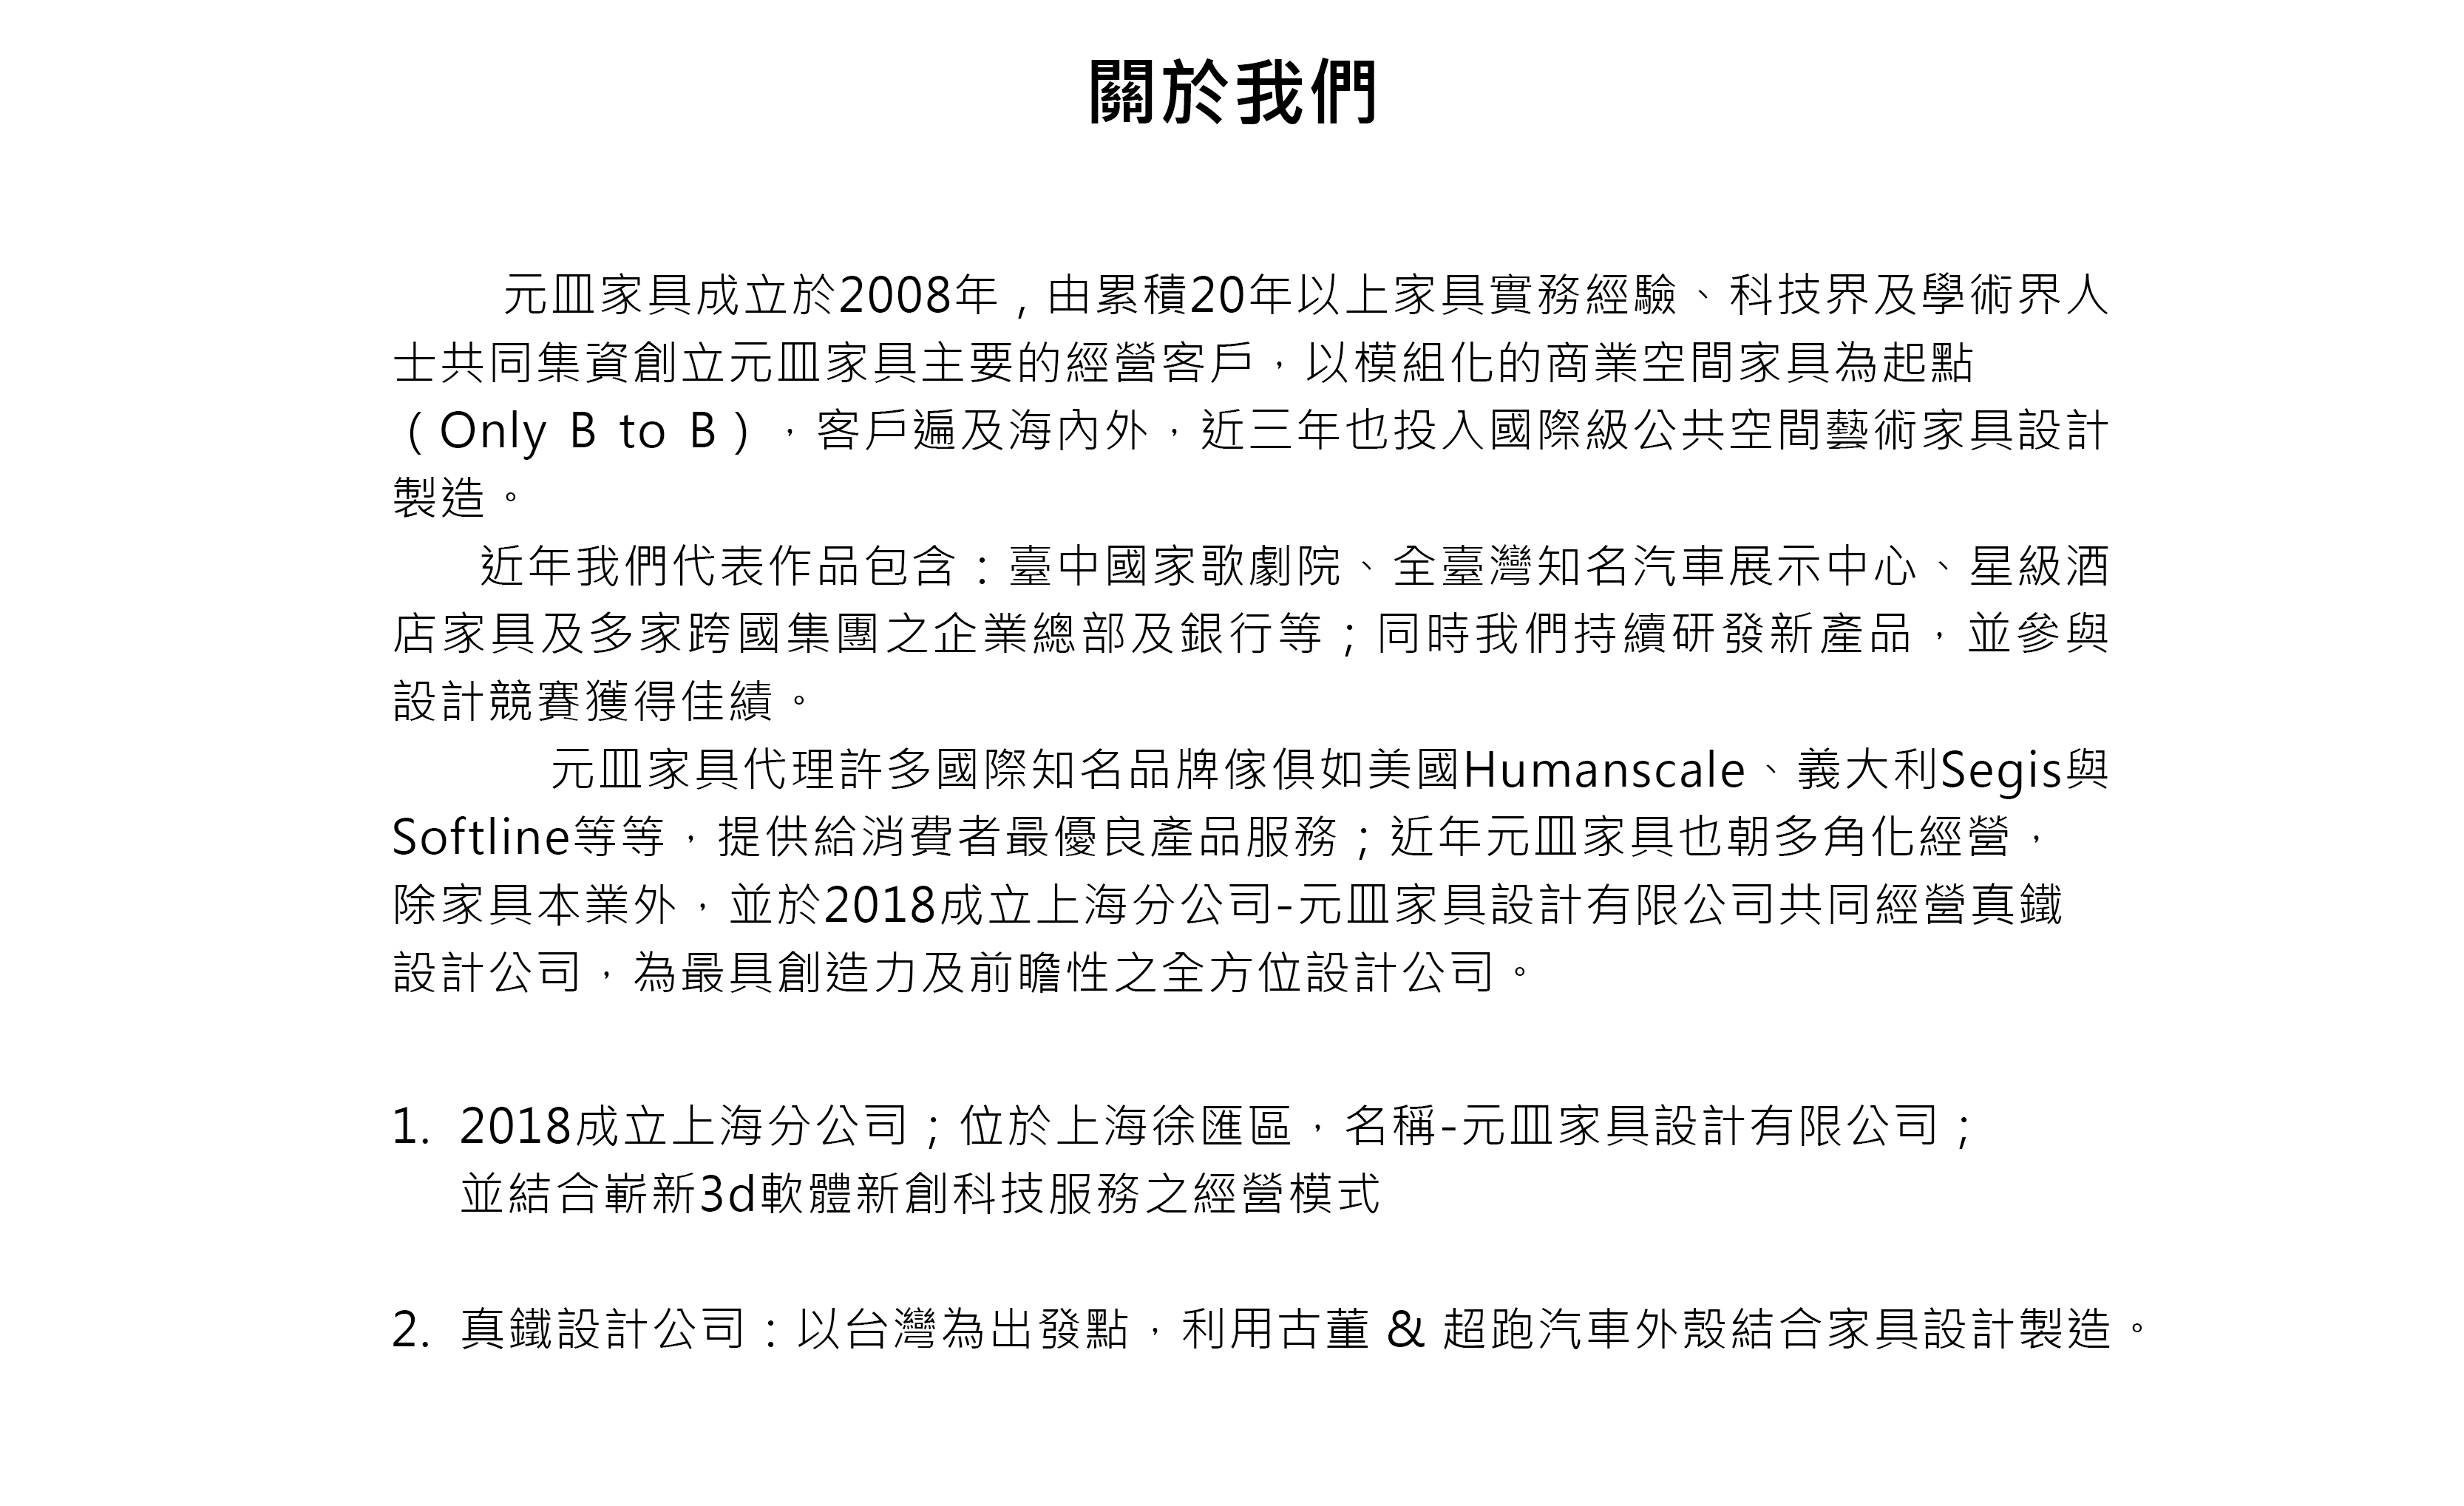 關於我們
元皿家具成立於2008年，由累積20年以上家具實務經驗、科技界及學術界人
士共同集資創立元皿家具主要的經營客戶，以模組化的商業空間家具為起點
（Only B to B），客戶遍及海內外，近三年也投入國際級公共空間藝術家具設計
製造。
近年我們代表作品包含：臺中國家歌劇院、全臺灣知名汽車展示中心、星級酒
店家具及多家跨國集團之企業總部及銀行等；同時我們持續研發新產品，並參與
設計競賽獲得佳績。
元皿家具代理許多國際知名品牌傢俱如美國Humanscale、義大利Segis與
Softline等等，提供給消費者最優良產品服務；近年元皿家具也朝多角化經營，
除家具本業外，並於2018成立上海分公司-元皿家具設計有限公司共同經營真鐵
設計公司，為最具創造力及前瞻性之全方位設計公司。
1. 2018成立上海分公司；位於上海徐匯區，名稱-元皿家具設計有限公司；
並結合嶄新3d軟體新創科技服務之經營模式
2. 真鐵設計公司：以台灣為出發點，利用古董 & 超跑汽車外殼結合家具設計製造。